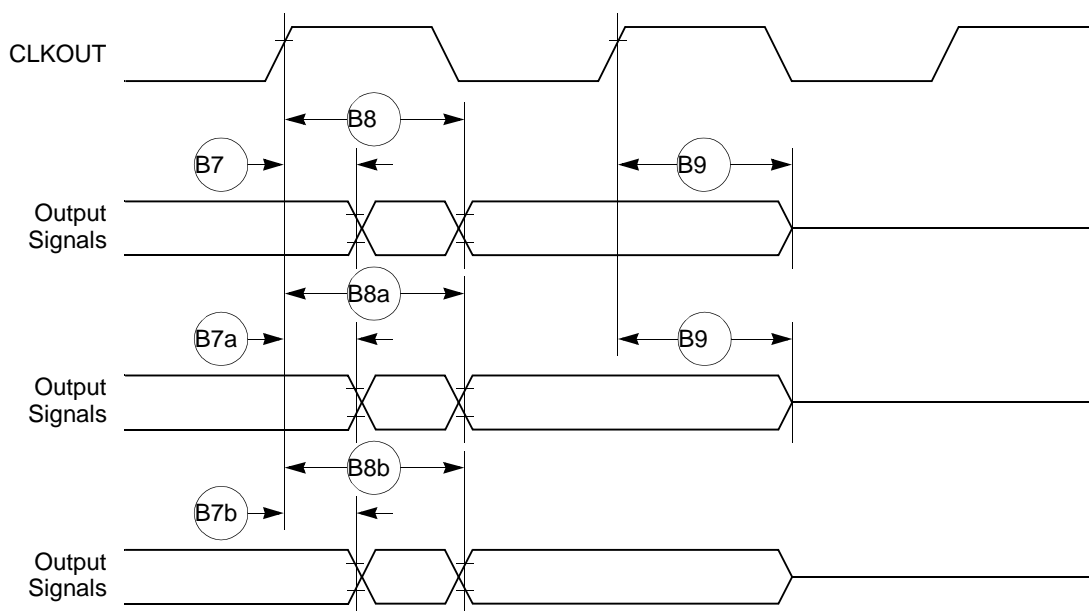 CLKOUT
B8
B7
B9
Output
Signals
B8a
B7a
B9
Output
Signals
B8b
B7b
Output
Signals